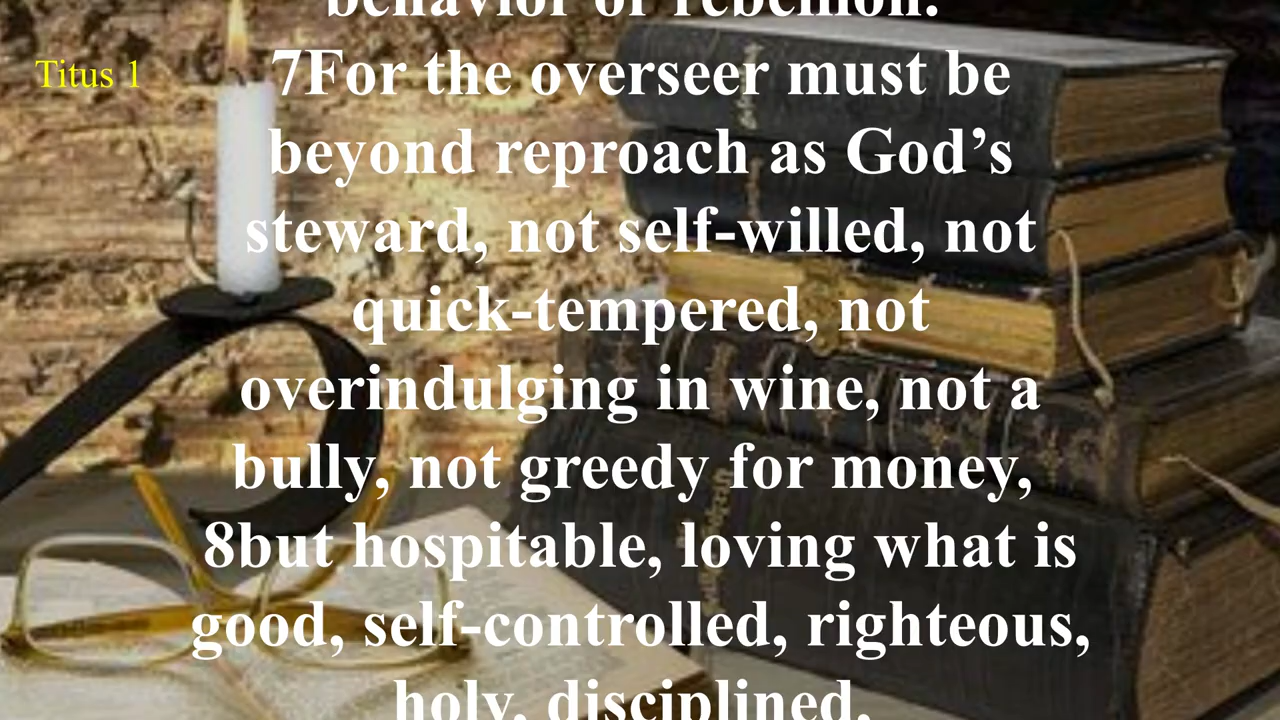 behavior or rebellion.
Titus 1
7For the overseer must be
beyond reproach as God’s
steward, not self-willed, not
quick-tempered, not
overindulging in wine, not a
bully, not greedy for money,
8but hospitable, loving what is
good, self-controlled, righteous,
holy, disciplined,